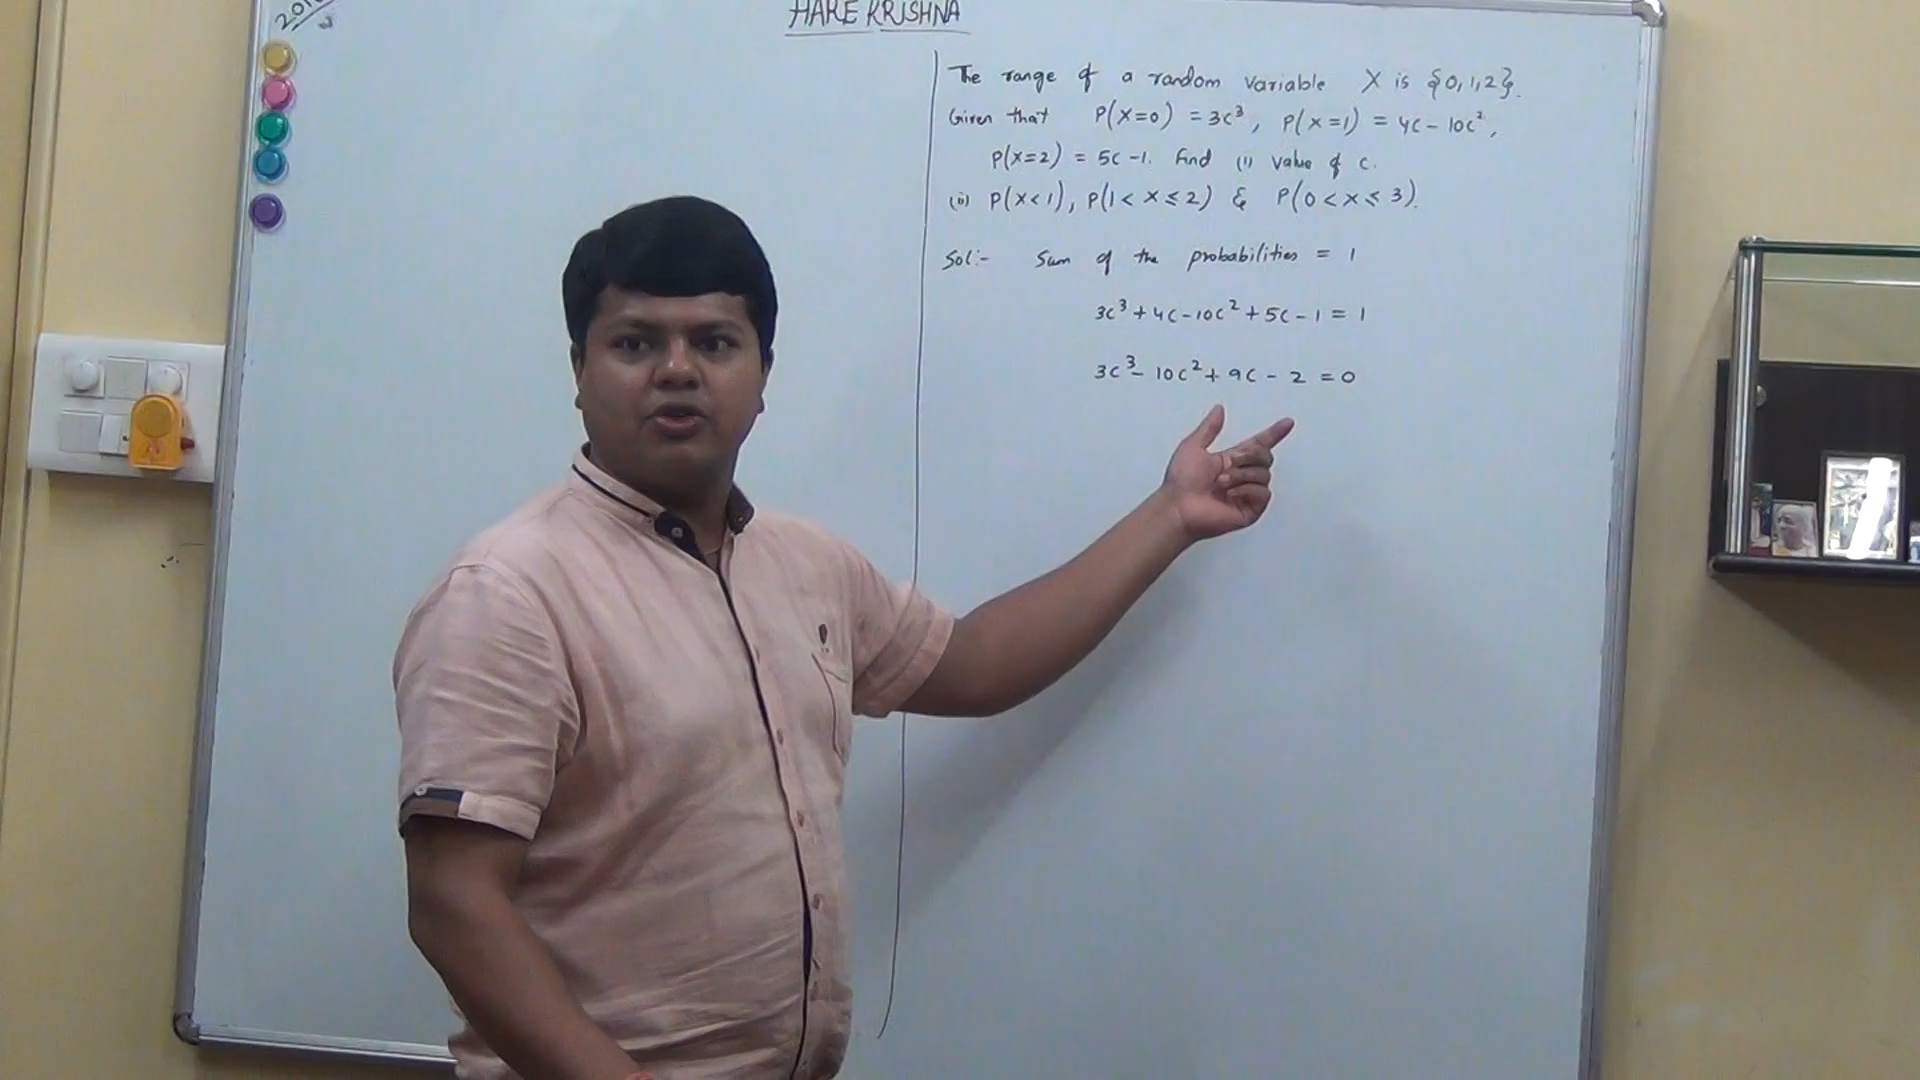 HARE KRISHNA
The range of a random variable X is {0,1,2}.
Given that P(X=0) = 3c³, P(X=1) = 4c - 10c²,
P(X=2) = 5c -1. Find (i) value of c.
(ii) P(X<1), P(1<X≤2) & P(0<X≤3).
Sol:- Sum of the probabilities = 1
3c³+4c-10c²+5c-1 = 1
3c³- 10c²+ 9c - 2 = 0